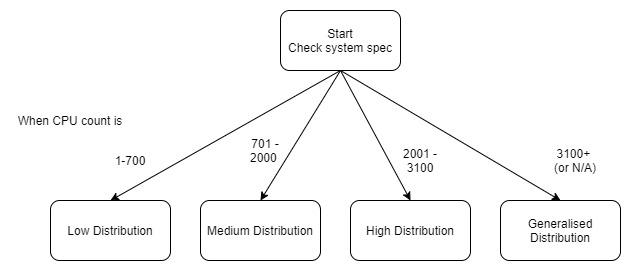 Start
Check system spec
When CPU count is
1-700
701 -
2000
2001 -
3100
3100+
(or N/A)
Low Distribution
Medium Distribution
High Distribution
Generalised
Distribution